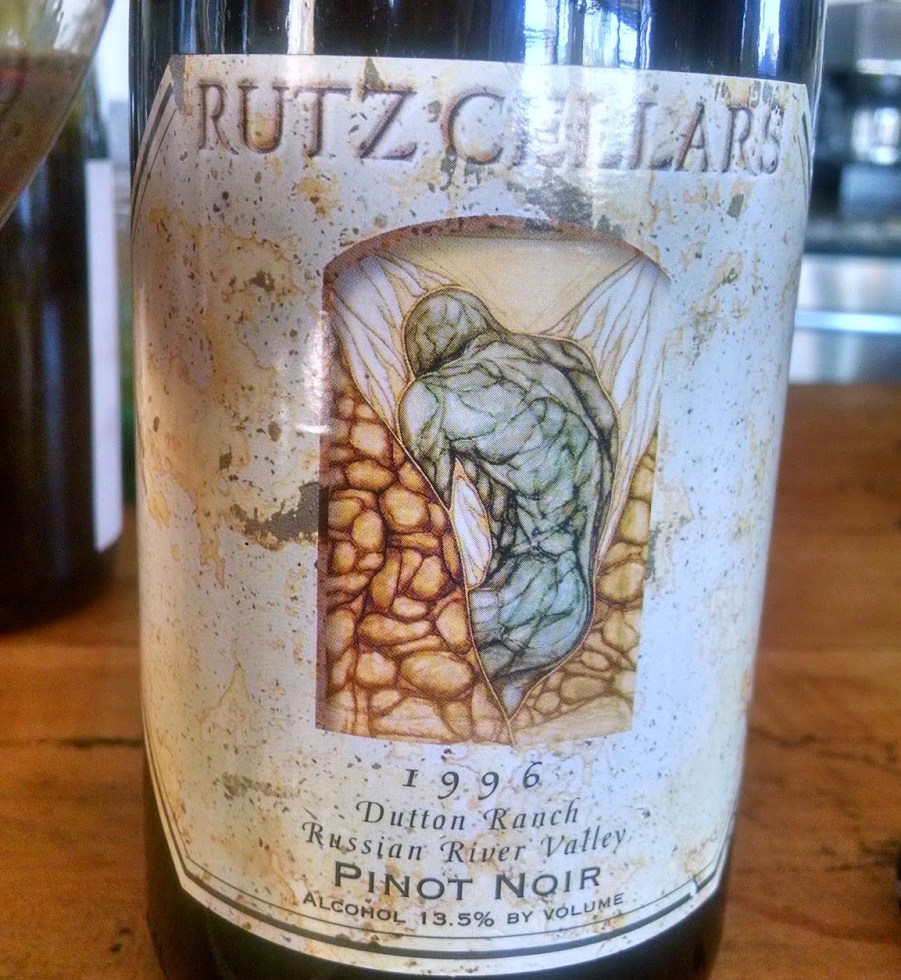 RUTZ CELLARS
1996
Dutton Ranch
Russian River Valley
PINOT NOIR
ALCOHOL 13.5% BY VOLUME